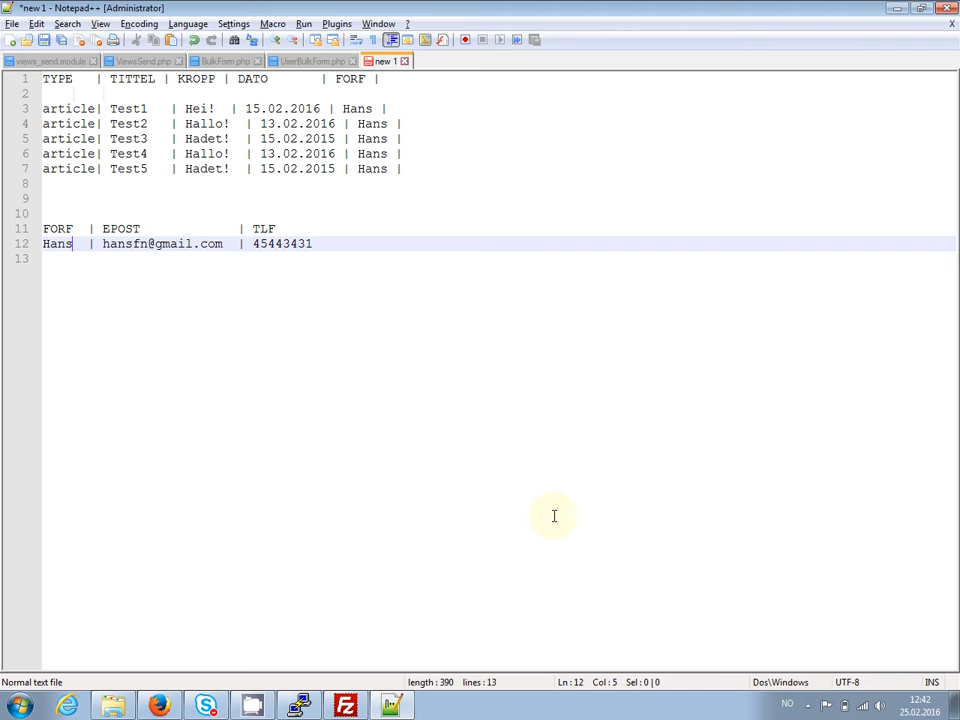 *new 1 - Notepad++ [Administrator]
File Edit Search View Encoding Language Settings Macro Run Plugins Window ? X
views_send.module ViewsSend.php BulkForm.php UserBulkForm.php new 1
1 TYPE | TITTEL | KROPP | DATO | FORF |
2
3 article| Test1 | Hei! | 15.02.2016 | Hans |
4 article| Test2 | Hallo! | 13.02.2016 | Hans |
5 article| Test3 | Hadet! | 15.02.2015 | Hans |
6 article| Test4 | Hallo! | 13.02.2016 | Hans |
7 article| Test5 | Hadet! | 15.02.2015 | Hans |
8
9
10
11 FORF | EPOST | TLF
12 Hans | hansfn@gmail.com | 45443431
13
Normal text file length : 390 lines : 13 Ln : 12 Col : 5 Sel : 0 | 0 Dos\Windows UTF-8 INS
NO 12:42
25.02.2016